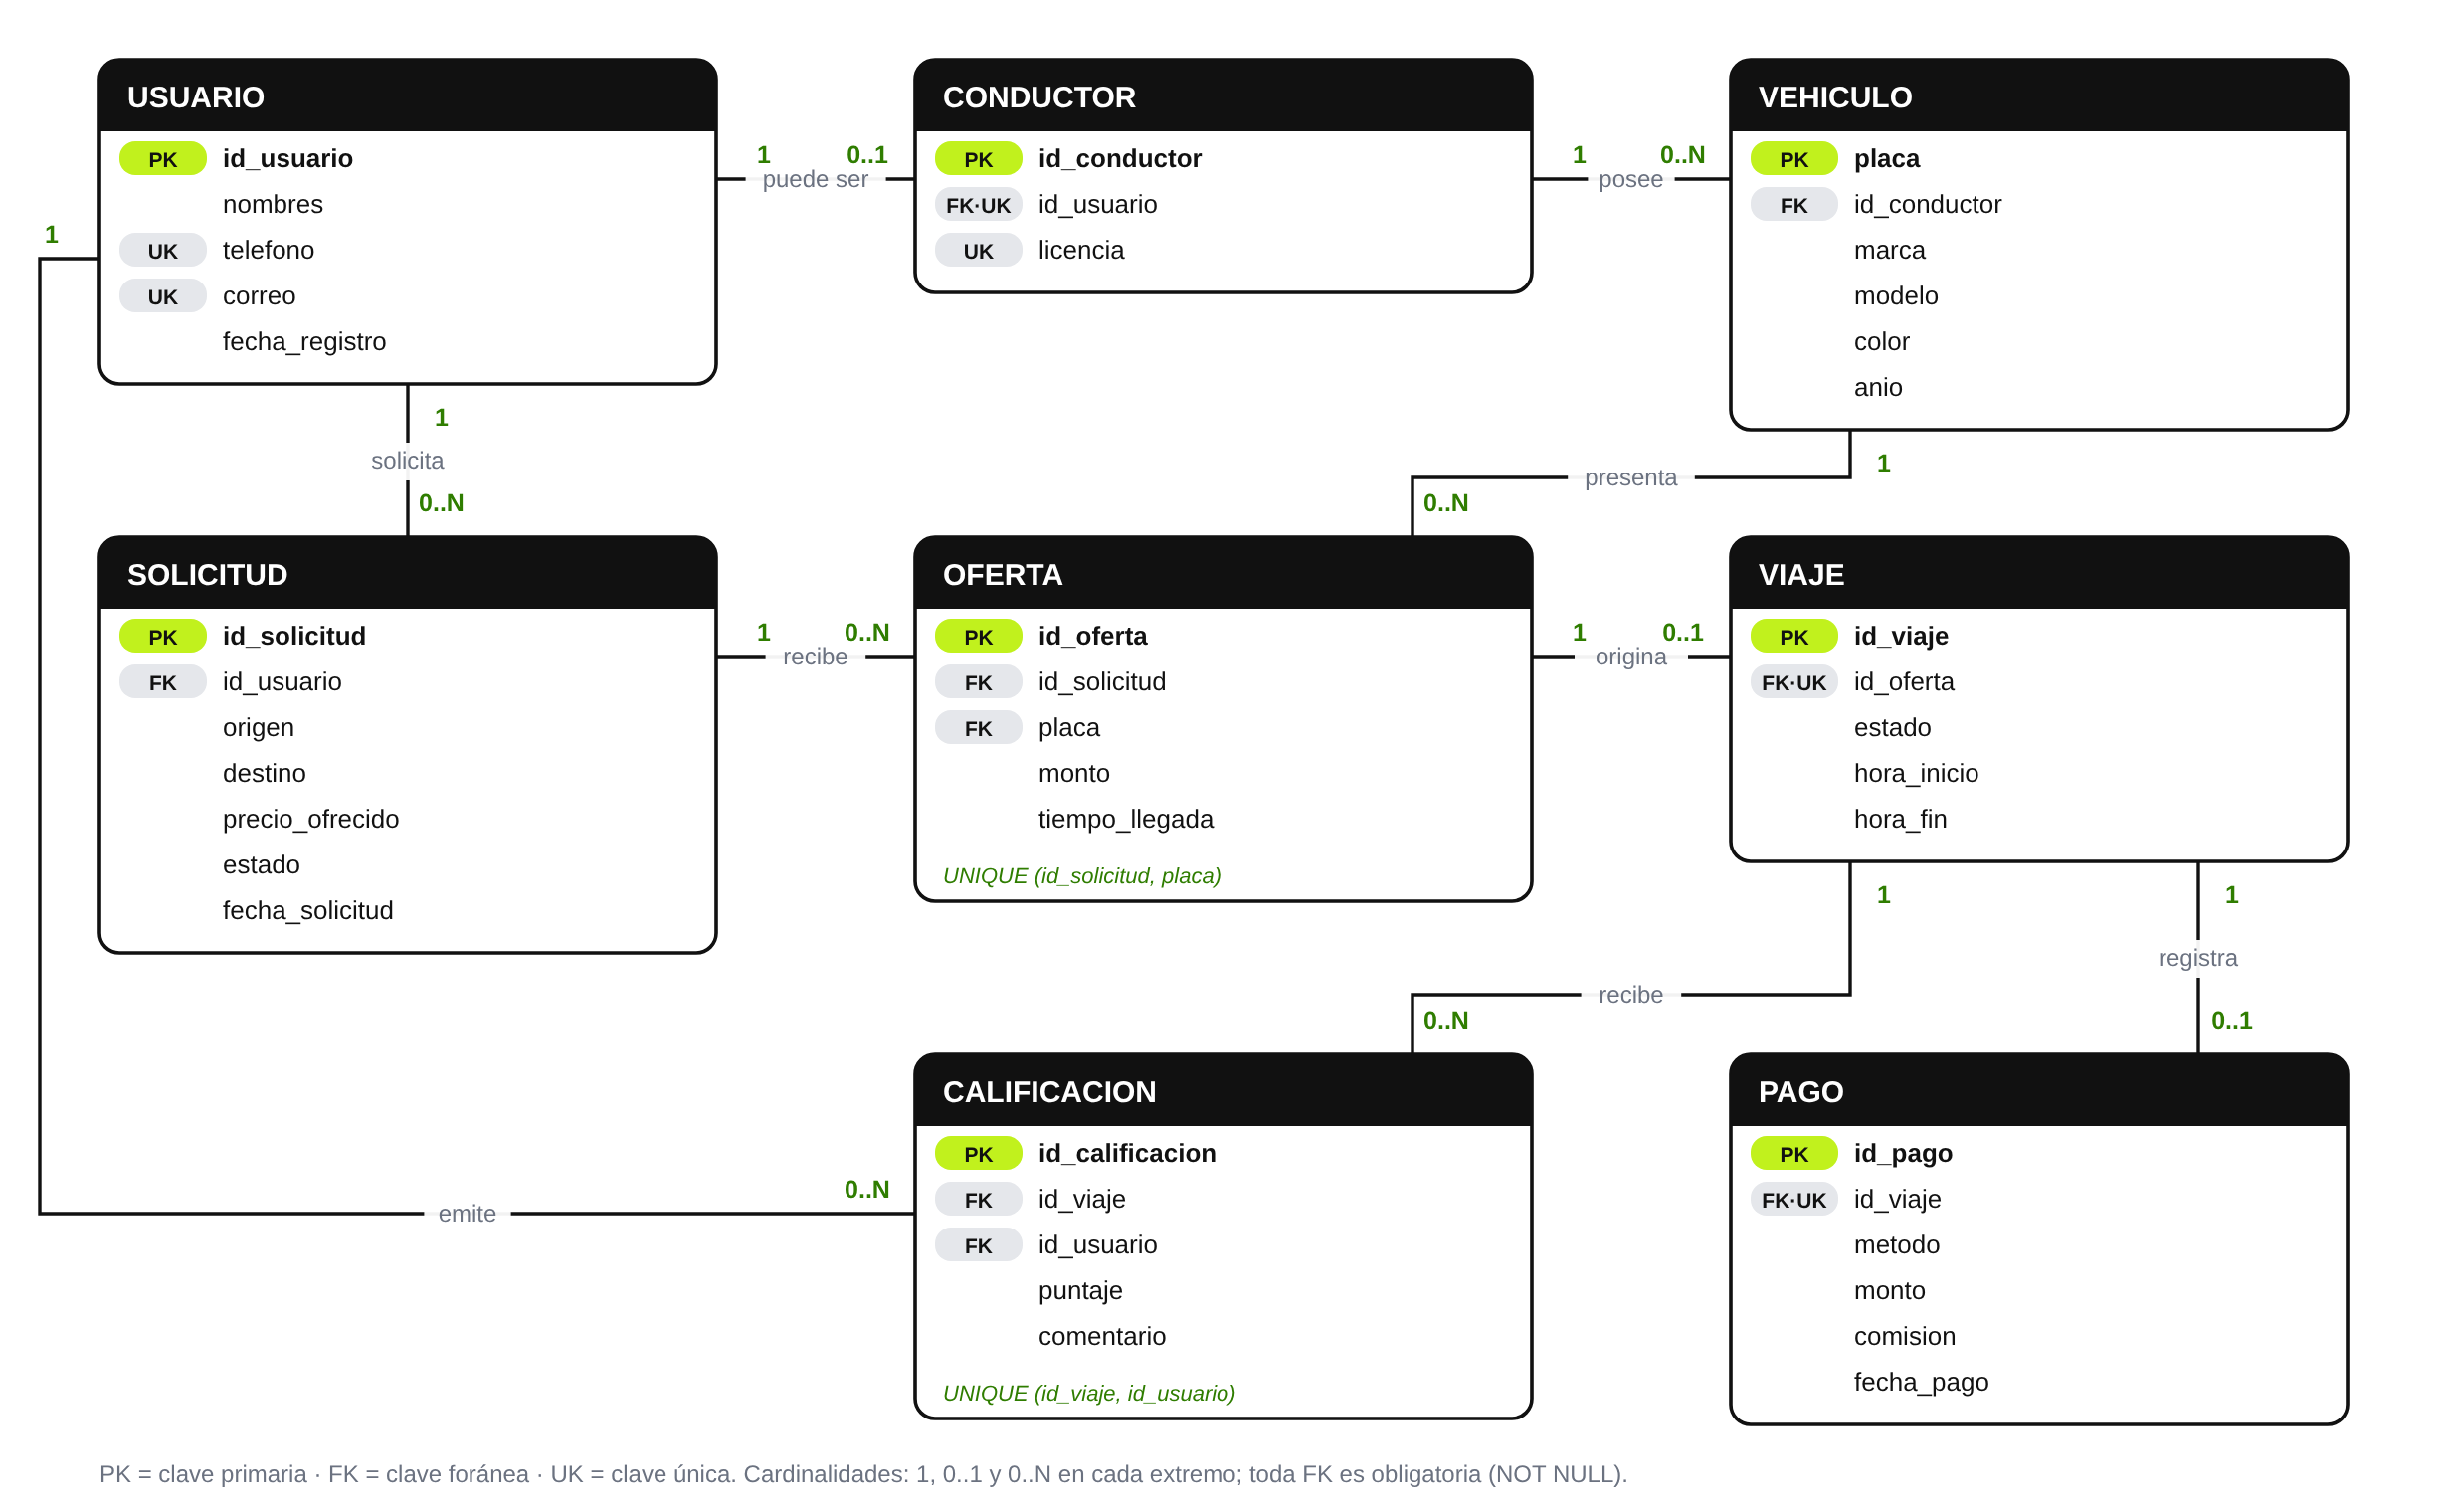 USUARIO
PK id_usuario
nombres
UK telefono
UK correo
fecha_registro
1 puede ser 0..1
CONDUCTOR
PK id_conductor
FK·UK id_usuario
UK licencia
1 posee 0..N
VEHICULO
PK placa
FK id_conductor
marca
modelo
color
anio
1
1
solicita
0..N
1
presenta
0..N
SOLICITUD
PK id_solicitud
FK id_usuario
origen
destino
precio_ofrecido
estado
fecha_solicitud
1 recibe 0..N
OFERTA
PK id_oferta
FK id_solicitud
FK placa
monto
tiempo_llegada
UNIQUE (id_solicitud, placa)
1 origina 0..1
VIAJE
PK id_viaje
FK·UK id_oferta
estado
hora_inicio
hora_fin
1
recibe
0..N
1
registra
0..1
emite
0..N
CALIFICACION
PK id_calificacion
FK id_viaje
FK id_usuario
puntaje
comentario
UNIQUE (id_viaje, id_usuario)
PAGO
PK id_pago
FK·UK id_viaje
metodo
monto
comision
fecha_pago
PK = clave primaria · FK = clave foránea · UK = clave única. Cardinalidades: 1, 0..1 y 0..N en cada extremo; toda FK es obligatoria (NOT NULL).